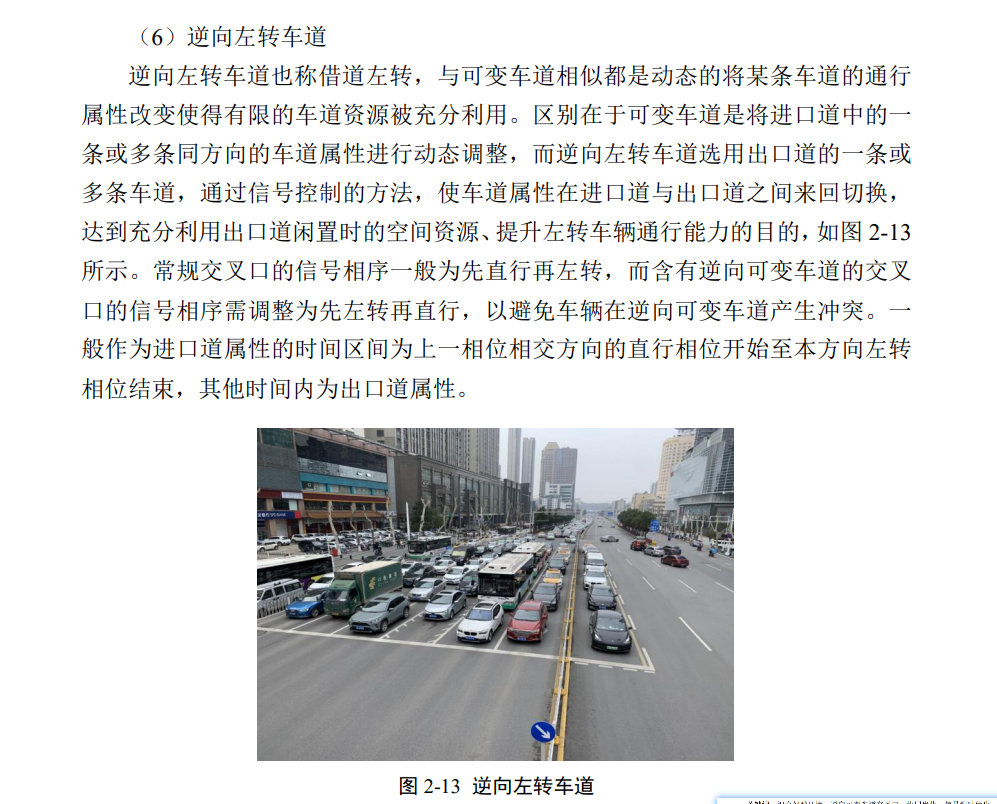 （6）逆向左转车道
逆向左转车道也称借道左转，与可变车道相似都是动态的将某条车道的通行
属性改变使得有限的车道资源被充分利用。区别在于可变车道是将进口道中的一
条或多条同方向的车道属性进行动态调整，而逆向左转车道选用出口道的一条或
多条车道，通过信号控制的方法，使车道属性在进口道与出口道之间来回切换，
达到充分利用出口道闲置时的空间资源、提升左转车辆通行能力的目的，如图 2-13
所示。常规交叉口的信号相序一般为先直行再左转，而含有逆向可变车道的交叉
口的信号相序需调整为先左转再直行，以避免车辆在逆向可变车道产生冲突。一
般作为进口道属性的时间区间为上一相位相交方向的直行相位开始至本方向左转
相位结束，其他时间内为出口道属性。
图 2-13 逆向左转车道